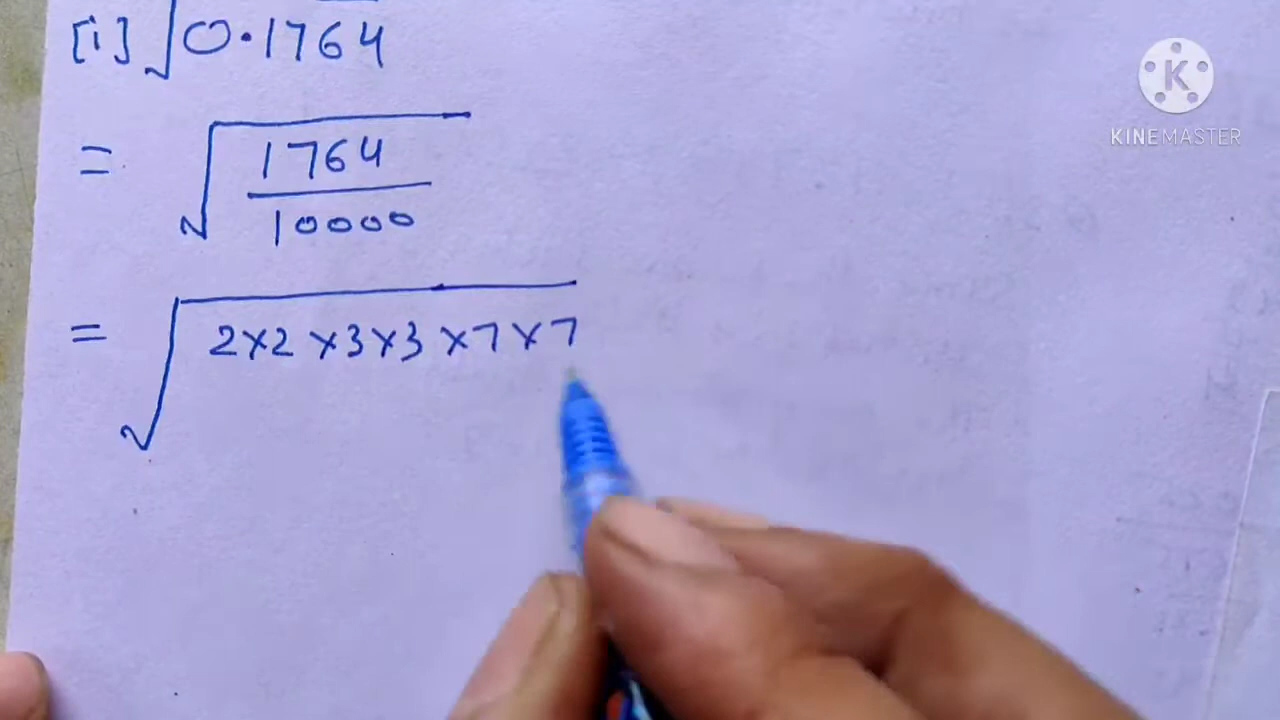 [i] √0.1764
KINEMASTER
= √1764
10000
= √2×2×3×3×7×7